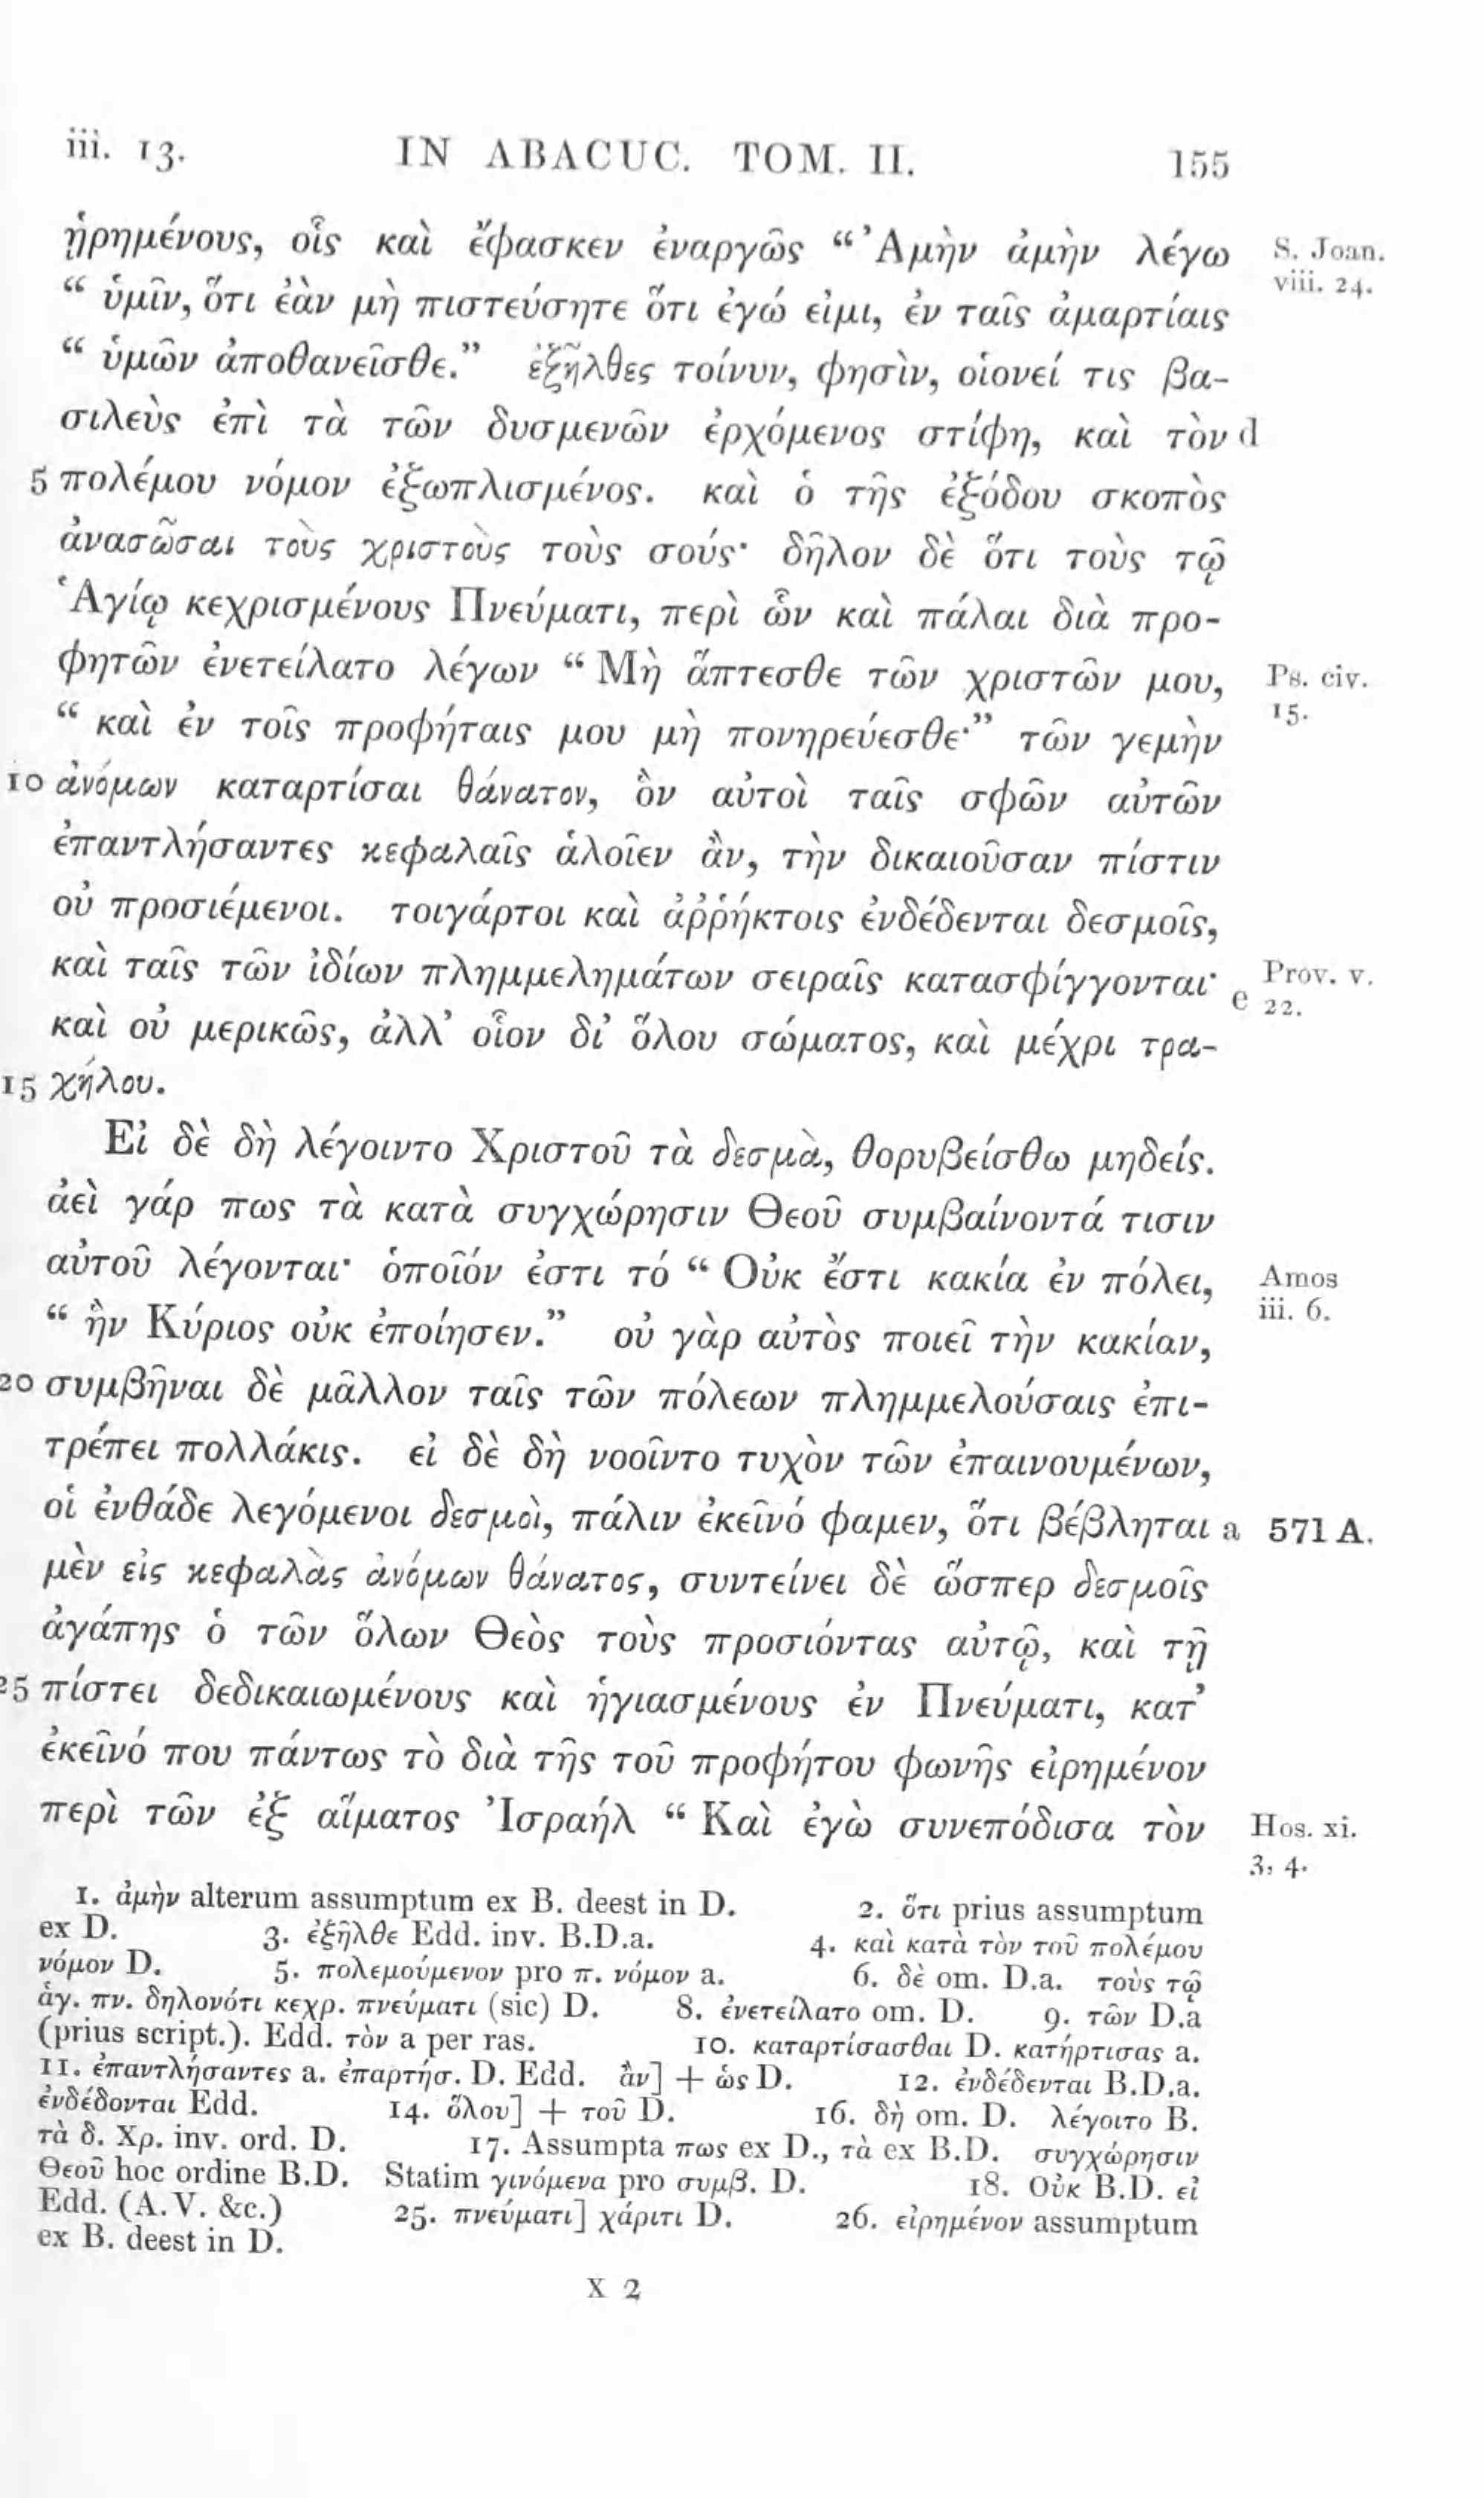 iii. 13. IN ABACUC. TOM. II. 155
ᾑρημένους, οἷς καὶ ἔφασκεν ἐναργῶς “ Ἀμὴν ἀμὴν λέγω S. Joan.
“ ὑμῖν, ὅτι ἐὰν μὴ πιστεύσητε ὅτι ἐγώ εἰμι, ἐν ταῖς ἁμαρτίαις viii. 24.
“ ὑμῶν ἀποθανεῖσθε.” ἐξῆλθες τοίνυν, φησὶν, οἱονεί τις βα-
σιλεὺς ἐπὶ τὰ τῶν δυσμενῶν ἐρχόμενος στίφη, καὶ τὸν d
5 πολέμου νόμον ἐξωπλισμένος. καὶ ὁ τῆς ἐξόδου σκοπὸς
ἀνασῶσαι τοὺς χριστοὺς τοὺς σούς· δῆλον δὲ ὅτι τοὺς τῷ
Ἁγίῳ κεχρισμένους Πνεύματι, περὶ ὧν καὶ πάλαι διὰ προ-
φητῶν ἐνετείλατο λέγων “ Μὴ ἅπτεσθε τῶν χριστῶν μου, Ps. civ.
“ καὶ ἐν τοῖς προφήταις μου μὴ πονηρεύεσθε·” τῶν γεμὴν 15.
10 ἀνόμων καταρτίσαι θάνατον, ὃν αὐτοὶ ταῖς σφῶν αὐτῶν
ἐπαντλήσαντες κεφαλαῖς ἁλοῖεν ἂν, τὴν δικαιοῦσαν πίστιν
οὐ προσιέμενοι. τοιγάρτοι καὶ ἀῤῥήκτοις ἐνδέδενται δεσμοῖς,
καὶ ταῖς τῶν ἰδίων πλημμελημάτων σειραῖς κατασφίγγονται· e Prov. v. 22.
καὶ οὐ μερικῶς, ἀλλ’ οἷον δι’ ὅλου σώματος, καὶ μέχρι τρα-
15 χήλου.
Εἰ δὲ δὴ λέγοιντο Χριστοῦ τὰ δεσμὰ, θορυβείσθω μηδείς.
ἀεὶ γάρ πως τὰ κατὰ συγχώρησιν Θεοῦ συμβαίνοντά τισιν
αὐτοῦ λέγονται· ὁποῖόν ἐστι τό “ Οὐκ ἔστι κακία ἐν πόλει, Amos
“ ἣν Κύριος οὐκ ἐποίησεν.” οὐ γὰρ αὐτὸς ποιεῖ τὴν κακίαν, iii. 6.
20 συμβῆναι δὲ μᾶλλον ταῖς τῶν πόλεων πλημμελούσαις ἐπι-
τρέπει πολλάκις. εἰ δὲ δὴ νοοῖντο τυχὸν τῶν ἐπαινουμένων,
οἱ ἐνθάδε λεγόμενοι δεσμοὶ, πάλιν ἐκεῖνό φαμεν, ὅτι βέβληται a 571 A.
μὲν εἰς κεφαλὰς ἀνόμων θάνατος, συντείνει δὲ ὥσπερ δεσμοῖς
ἀγάπης ὁ τῶν ὅλων Θεὸς τοὺς προσιόντας αὐτῷ, καὶ τῇ
25 πίστει δεδικαιωμένους καὶ ἡγιασμένους ἐν Πνεύματι, κατ’
ἐκεῖνό που πάντως τὸ διὰ τῆς τοῦ προφήτου φωνῆς εἰρημένον
περὶ τῶν ἐξ αἵματος Ἰσραήλ “ Καὶ ἐγὼ συνεπόδισα τὸν Hos. xi.
3, 4.
1. ἀμὴν alterum assumptum ex B. deest in D. 2. ὅτι prius assumptum
ex D. 3. ἐξῆλθε Edd. inv. B.D.a. 4. καὶ κατὰ τὸν τοῦ πολέμου
νόμον D. 5. πολεμούμενον pro π. νόμον a. 6. δὲ om. D.a. τοὺς τῷ
ἁγ. πν. δηλονότι κεχρ. πνεύματι (sic) D. 8. ἐνετείλατο om. D. 9. τῶν D.a
(prius script.). Edd. τὸν a per ras. 10. καταρτίσασθαι D. κατήρτισας a.
11. ἐπαντλήσαντες a. ἐπαρτήσ. D. Edd. ἂν] + ὡς D. 12. ἐνδέδενται B.D.a.
ἐνδέδονται Edd. 14. ὅλου] + τοῦ D. 16. δὴ om. D. λέγοιτο B.
τὰ δ. Χρ. inv. ord. D. 17. Assumpta πως ex D., τὰ ex B.D. συγχώρησιν
Θεοῦ hoc ordine B.D. Statim γινόμενα pro συμβ. D. 18. Οὐκ B.D. εἰ
Edd. (A.V. &c.) 25. πνεύματι] χάριτι D. 26. εἰρημένον assumptum
ex B. deest in D.
X 2